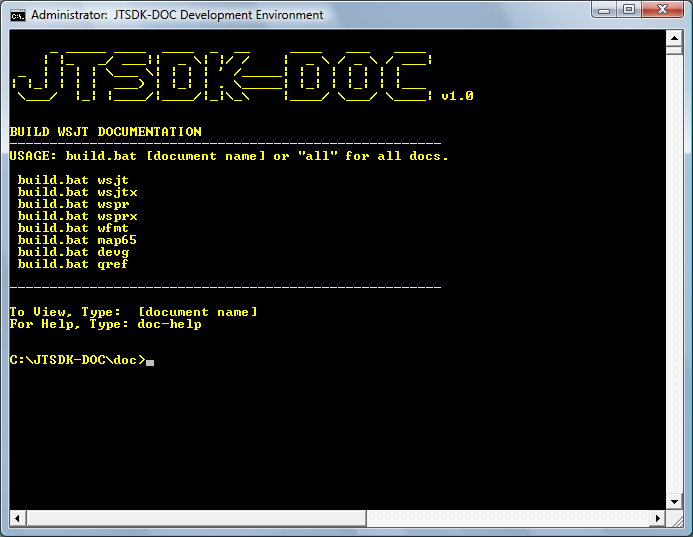 Administrator: JTSDK-DOC Development Environment
JTSDK-DOC v1.0
BUILD WSJT DOCUMENTATION
USAGE: build.bat [document name] or "all" for all docs.
build.bat wsjt
build.bat wsjtx
build.bat wspr
build.bat wsprx
build.bat wfmt
build.bat map65
build.bat devg
build.bat qref
To View, Type:  [document name]
For Help, Type: doc-help
C:\JTSDK-DOC\doc>